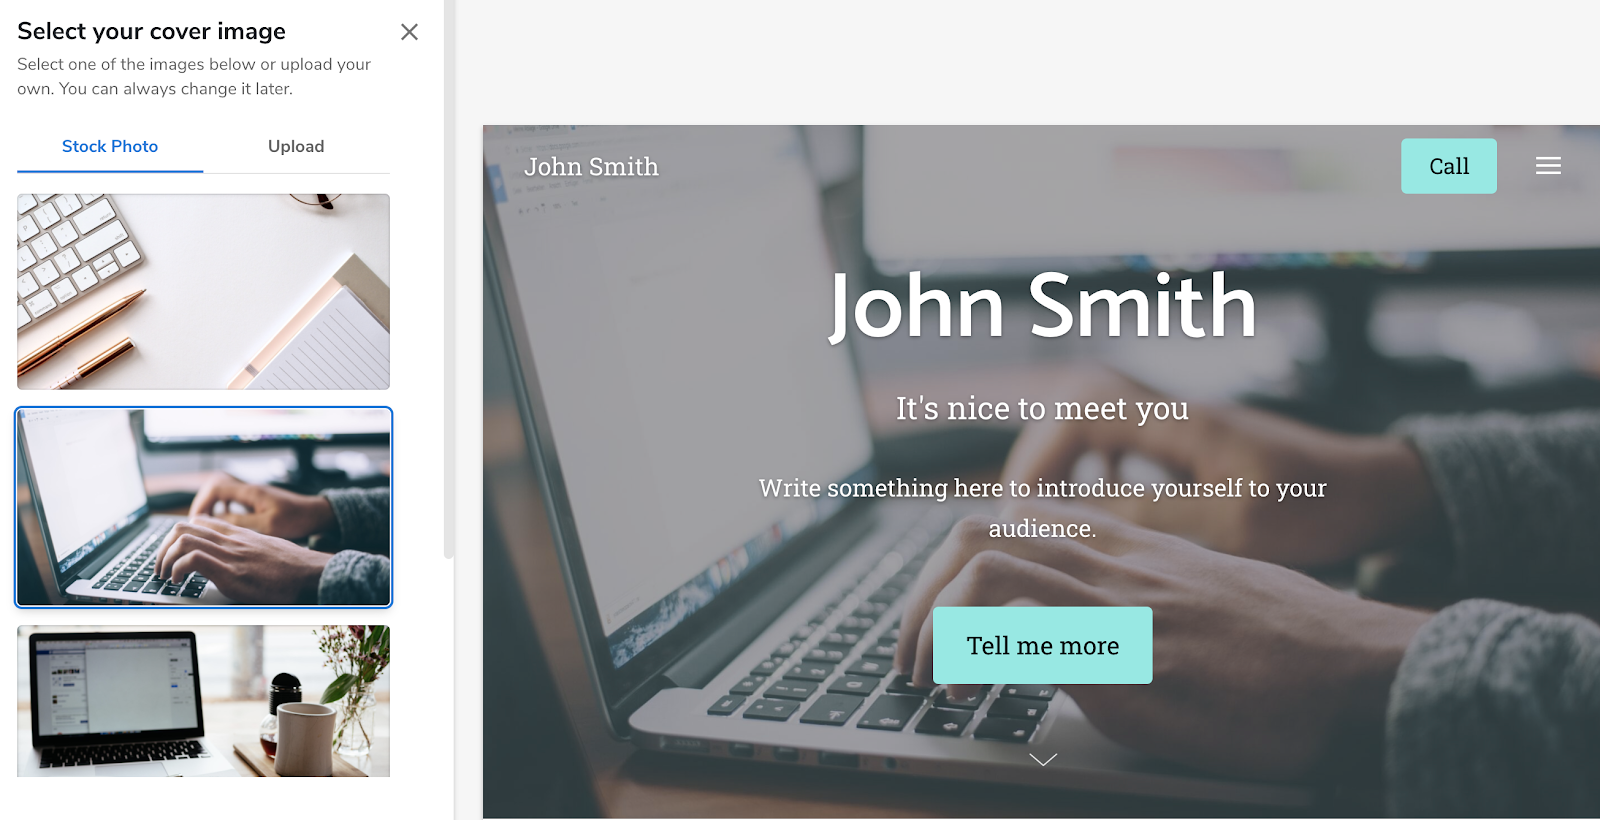 Select your cover image
Select one of the images below or upload your
own. You can always change it later.
Stock Photo
Upload
John Smith
Call
John Smith
It's nice to meet you
Write something here to introduce yourself to your
audience.
Tell me more